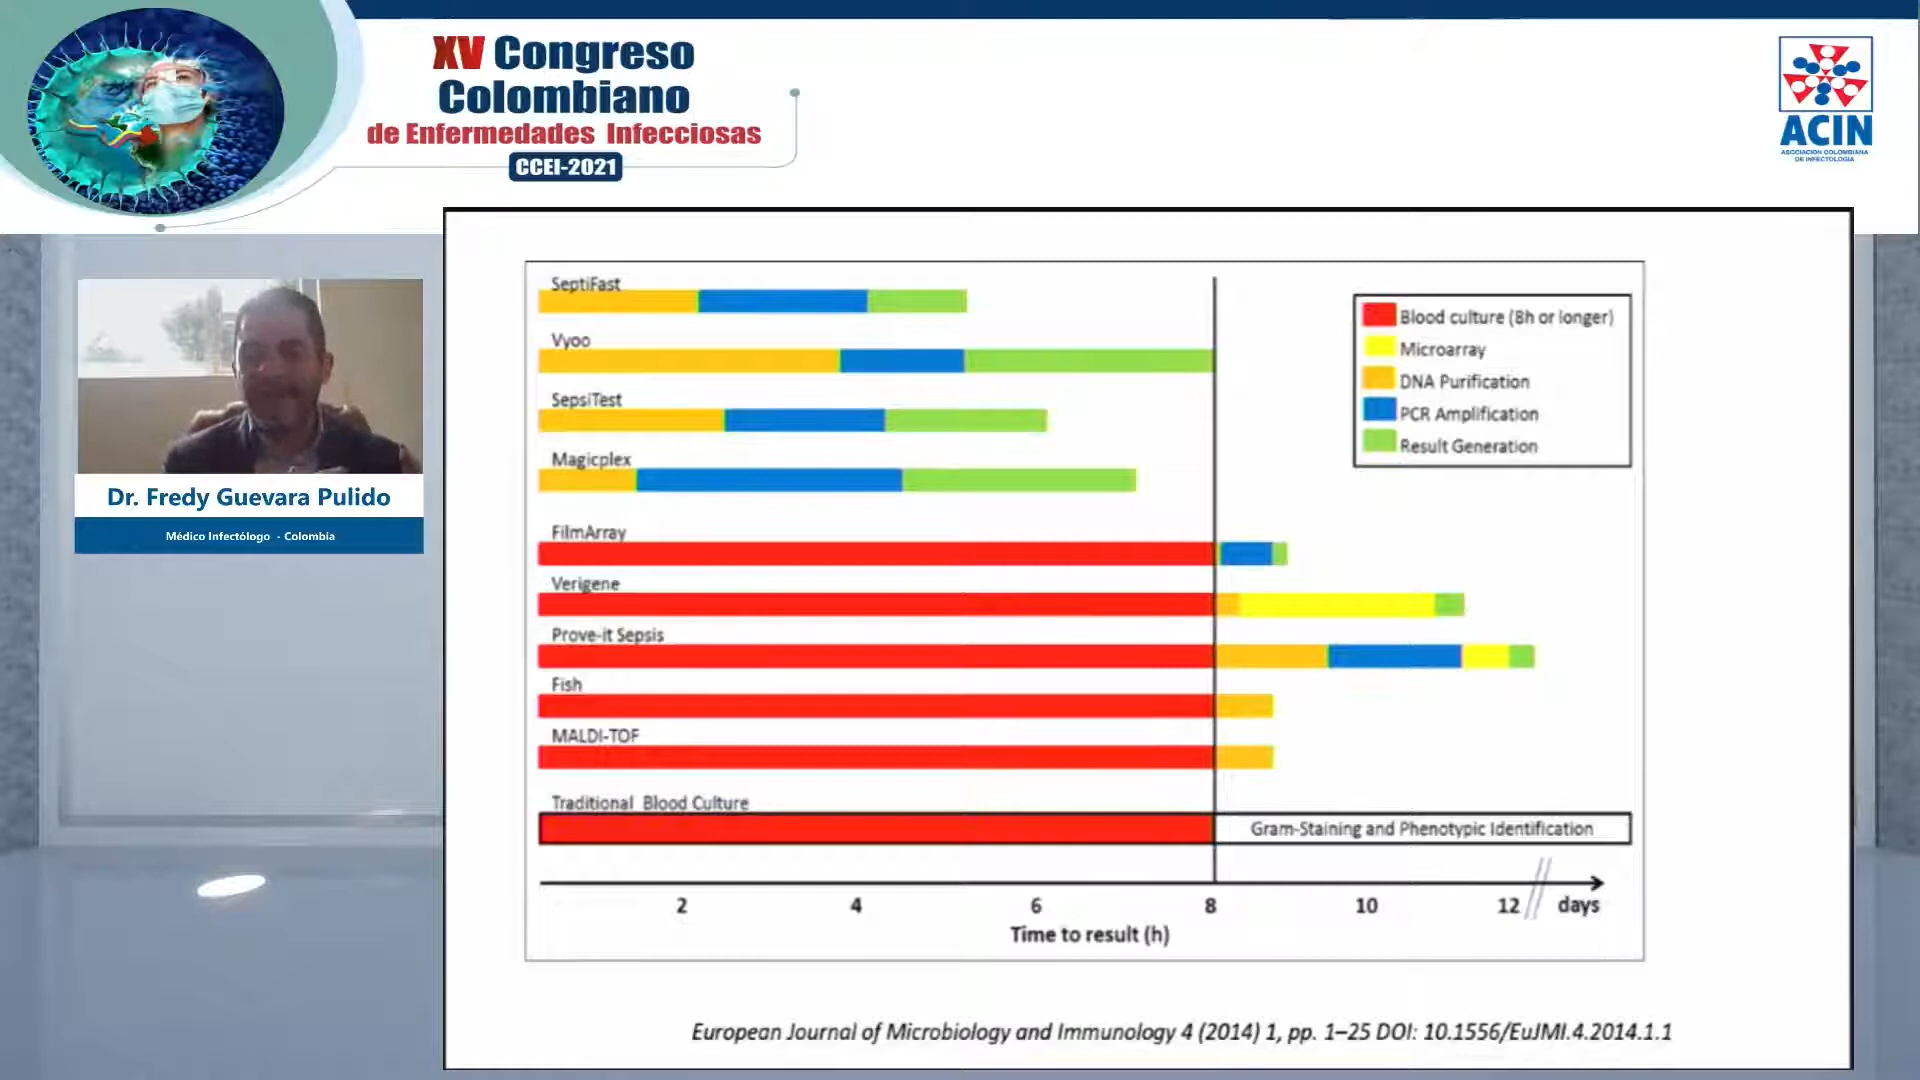 XV Congreso
Colombiano
de Enfermedades Infecciosas
CCEI-2021
ACIN
ASOCIACIÓN COLOMBIANA
DE INFECTOLOGÍA
Dr. Fredy Guevara Pulido
Médico Infectólogo - Colombia
SeptiFast
Vyoo
SepsiTest
Magicplex
FilmArray
Verigene
Prove-it Sepsis
Fish
MALDI-TOF
Traditional Blood Culture
Gram-Staining and Phenotypic Identification
Blood culture (8h or longer)
Microarray
DNA Purification
PCR Amplification
Result Generation
2 4 6 8 10 12 // days
Time to result (h)
European Journal of Microbiology and Immunology 4 (2014) 1, pp. 1–25 DOI: 10.1556/EuJMI.4.2014.1.1